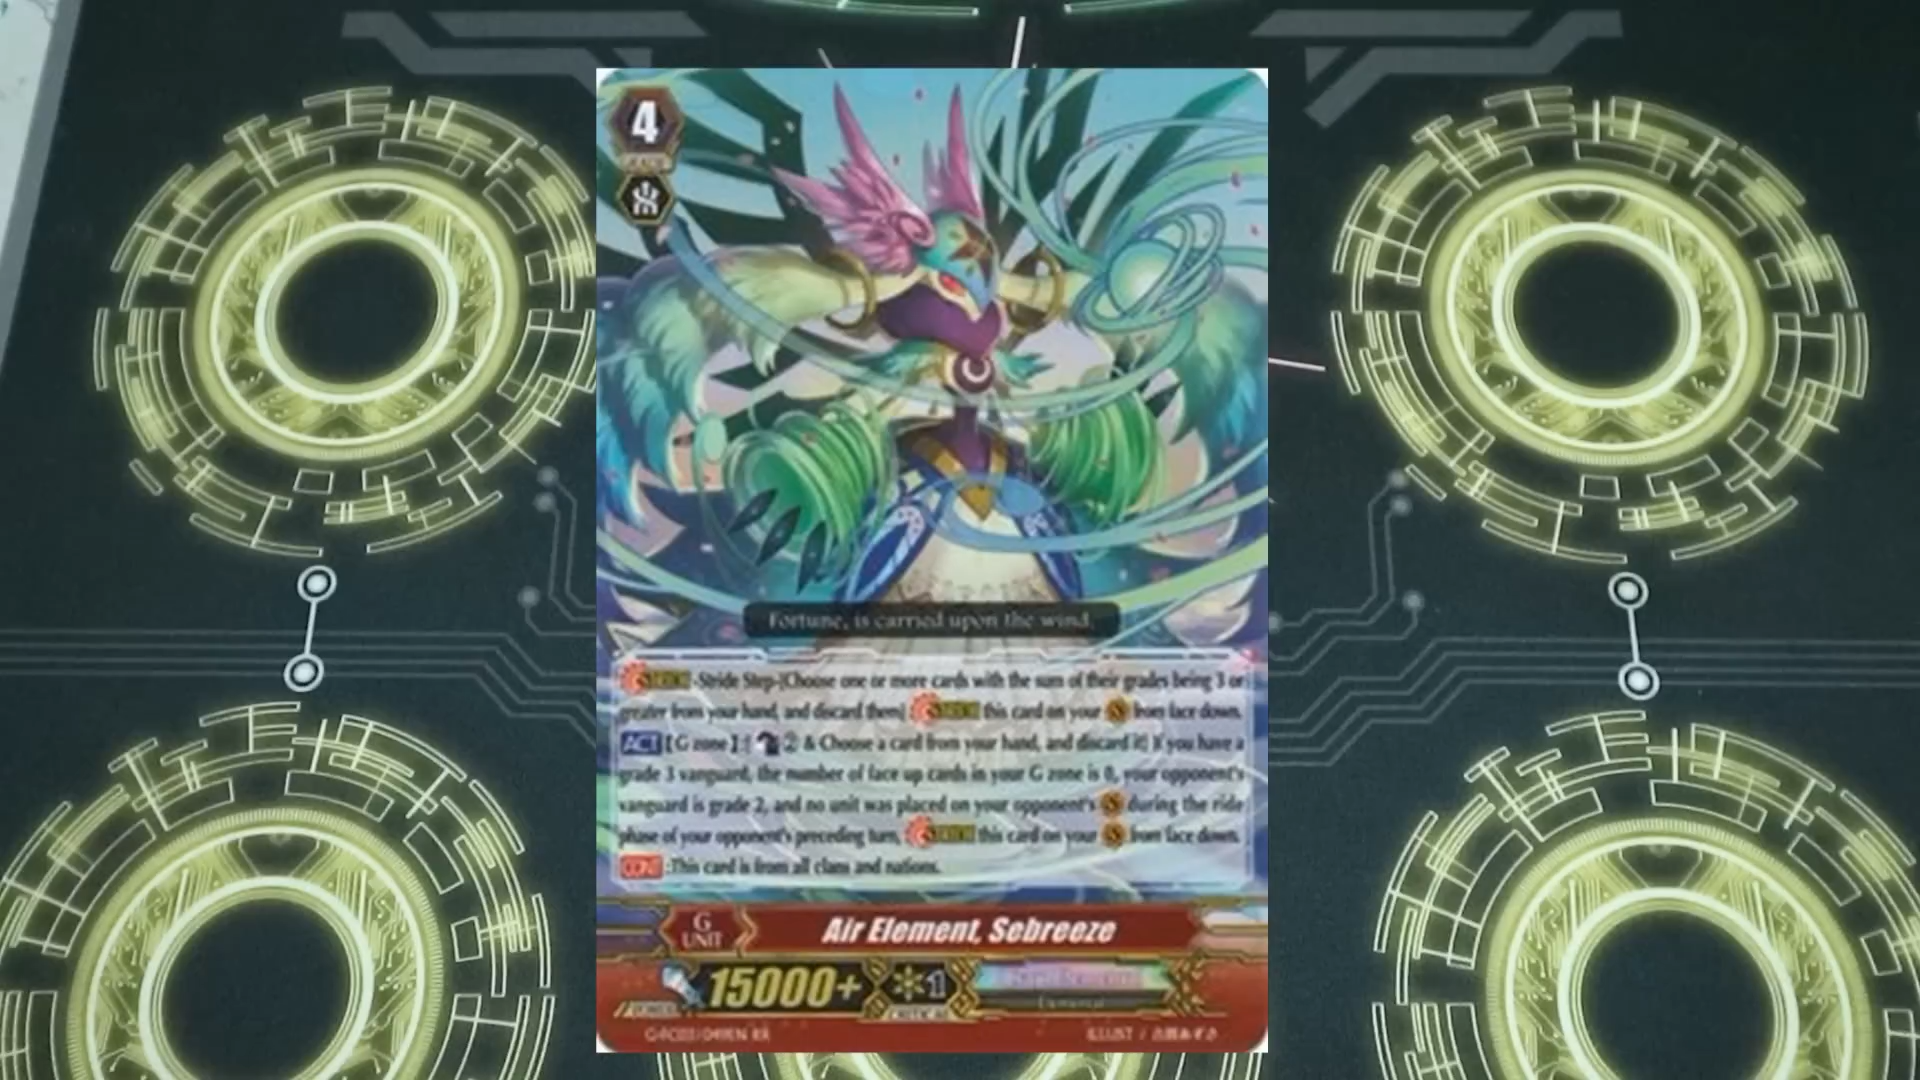 4
Fortune, is carried upon the wind.
-Stride Step-[Choose one or more cards with the sum of their grades being 3 or
greater from your hand, and discard them] STRIDE this card on your from face down.
ACT [G zone]:[ 2 & Choose a card from your hand, and discard it] If you have a
grade 3 vanguard, the number of face up cards in your G zone is 0, your opponent's
vanguard is grade 2, and no unit was placed on your opponent's during the ride
phase of your opponent's preceding turn, STRIDE this card on your from face down.
CONT :This card is from all clans and nations.
G
UNIT
Air Element, Sebreeze
15000+
1
Elemental
ILLUST /